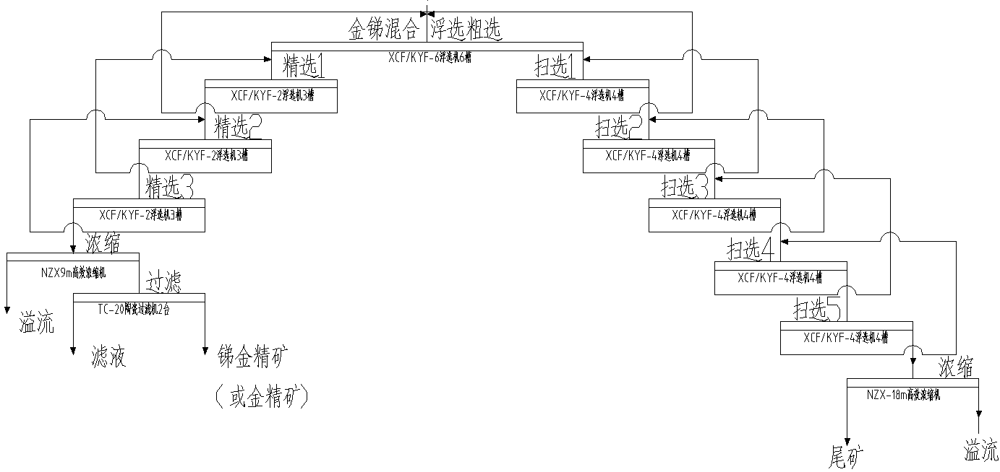 金锑混合 浮选粗选
XCF/KYF-6浮选机6槽
精选1
扫选1
XCF/KYF-2浮选机3槽
XCF/KYF-4浮选机4槽
精选2
扫选2
XCF/KYF-2浮选机3槽
XCF/KYF-4浮选机4槽
精选3
扫选3
XCF/KYF-2浮选机3槽
XCF/KYF-4浮选机4槽
浓缩
扫选4
NZX9m高效浓缩机
XCF/KYF-4浮选机4槽
过滤
TC-20陶瓷过滤机2台
扫选5
溢流
XCF/KYF-4浮选机4槽
滤液
锑金精矿
(或金精矿)
浓缩
NZX-18m高效浓缩机
尾矿
溢流